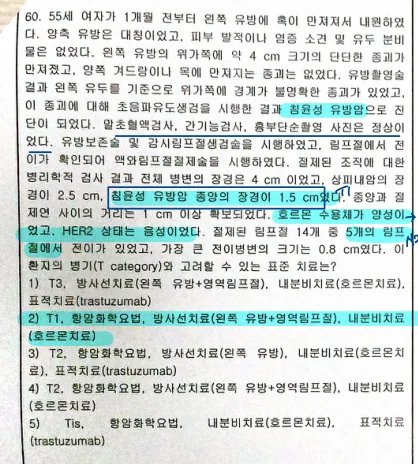 60. 55세 여자가 1개월 전부터 왼쪽 유방에 혹이 만져져서 내원하였
다. 양측 유방은 대칭이었고, 피부 발적이나 염증 소견 및 유두 분비
물은 없었다. 왼쪽 유방의 위가쪽에 약 4 cm 크기의 단단한 종괴가
만져졌고, 양쪽 겨드랑이나 목에 만져지는 종괴는 없었다. 유방촬영술
결과 왼쪽 유두를 기준으로 위가쪽에 경계가 불명확한 종괴가 있었고,
이 종괴에 대해 초음파유도생검을 시행한 결과 침윤성 유방암으로 진
단이 되었다. 말초혈액검사, 간기능검사, 흉부단순촬영 사진은 정상이
었다. 유방보존술 및 감시림프절생검술을 시행하였고, 림프절에서 전
이가 확인되어 액와림프절절제술을 시행하였다. 절제된 조직에 대한
병리학적 검사 결과 전체 병변의 장경은 4 cm 이었고, 상피내암의 장
경이 2.5 cm, 침윤성 유방암 종양의 장경이 1.5 cm였다. T1 종양과 절
제연 사이의 거리는 1 cm 이상 확보되었다. 호르몬 수용체가 양성이
었고, HER2 상태는 음성이었다. 절제된 림프절 14개 중 5개의 림프 N2
절에서 전이가 있었고, 가장 큰 전이병변의 크기는 0.8 cm였다. 이
환자의 병기(T category)와 고려할 수 있는 표준 치료는?
1) T3, 방사선치료(왼쪽 유방+영역림프절), 내분비치료(호르몬치료),
표적치료(trastuzumab)
2) T1, 항암화학요법, 방사선치료(왼쪽 유방+영역림프절), 내분비치료
(호르몬치료)
3) T2, 항암화학요법, 방사선치료(왼쪽 유방), 내분비치료(호르몬치
료), 표적치료(trastuzumab)
4) T2, 항암화학요법, 방사선치료(왼쪽 유방+영역림프절), 내분비치료
(호르몬치료)
5) Tis, 항암화학요법, 내분비치료(호르몬치료), 표적치료
(trastuzumab)